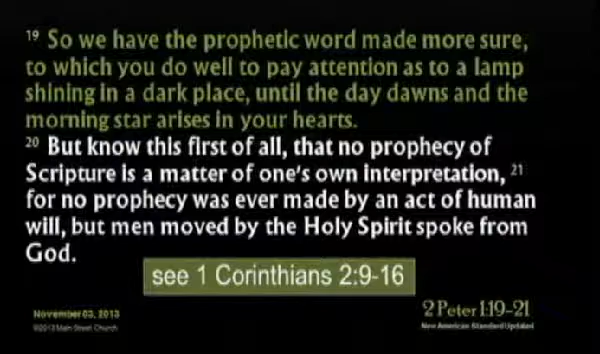 19 So we have the prophetic word made more sure,
to which you do well to pay attention as to a lamp
shining in a dark place, until the day dawns and the
morning star arises in your hearts.
20 But know this first of all, that no prophecy of
Scripture is a matter of one's own interpretation, 21
for no prophecy was ever made by an act of human
will, but men moved by the Holy Spirit spoke from
God.
see 1 Corinthians 2:9-16
November 03, 2013
©2013 Main Street Church
2 Peter 1:19-21
New American Standard Updated